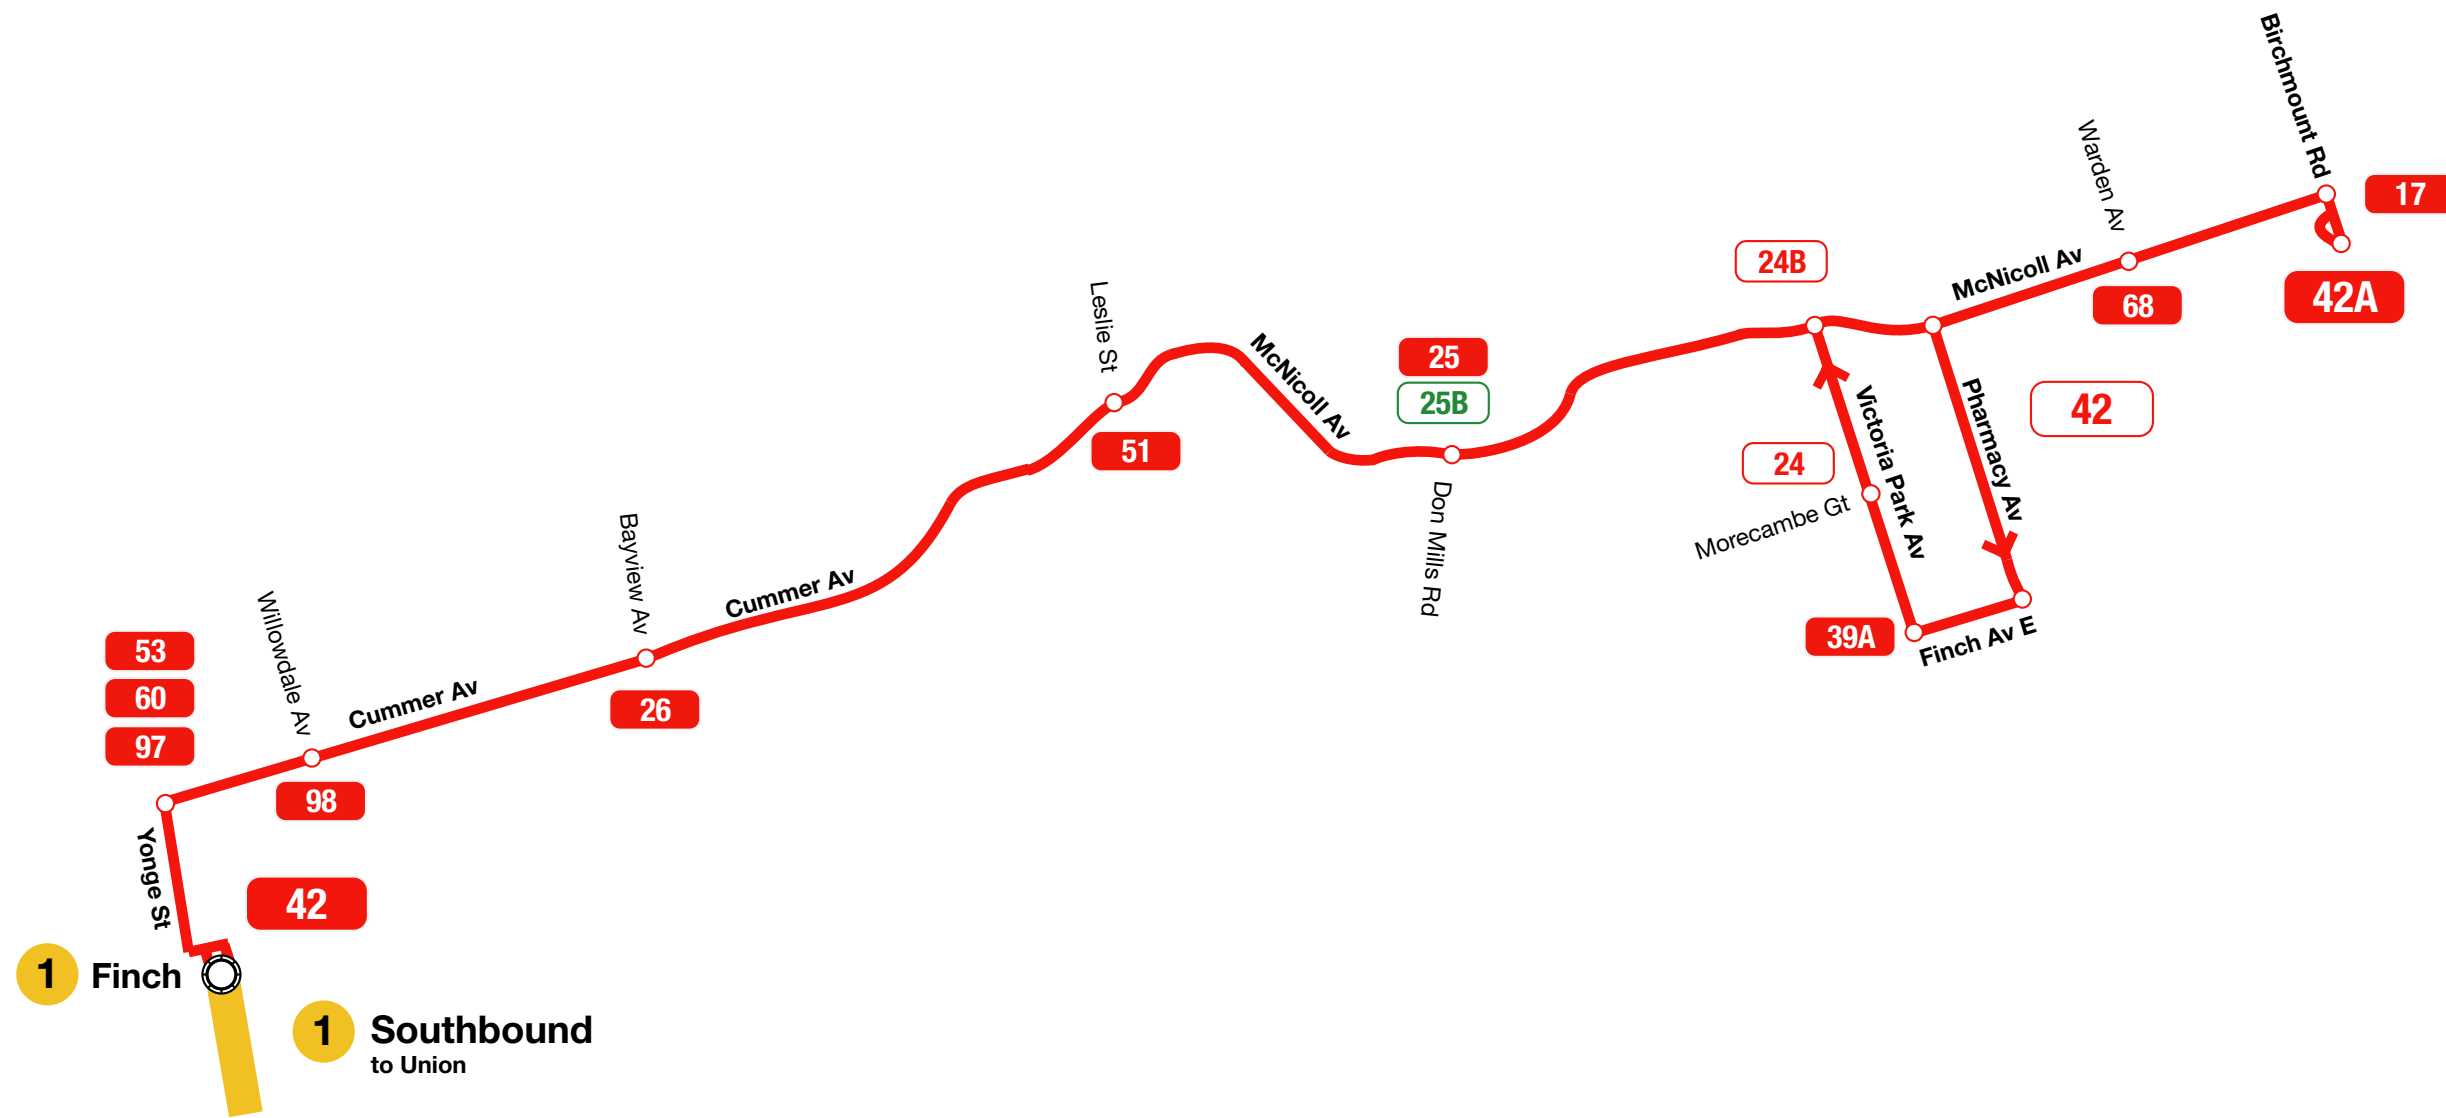 Birchmount Rd
17
Warden Av
24B
McNicoll Av
68
42A
Leslie St
McNicoll Av
25
25B
51
Victoria Park Av
Pharmacy Av
42
24
Morecambe Gt
Don Mills Rd
39A
Finch Av E
Bayview Av
Cummer Av
26
Willowdale Av
53
60
97
Cummer Av
98
Yonge St
42
1 Finch
1 Southbound
to Union